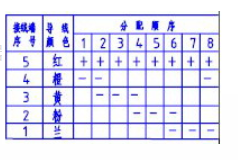 接线端序号 导线颜色 分配顺序
1 2 3 4 5 6 7 8
5 红 + + + + + + + +
4 橙 − − −
3 黄 − − −
2 粉 − − −
1 兰 − − −